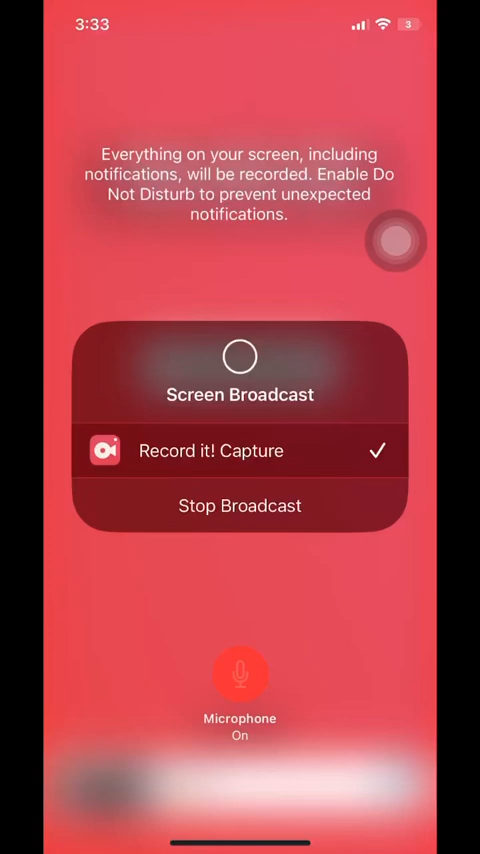 3:33
3
Everything on your screen, including
notifications, will be recorded. Enable Do
Not Disturb to prevent unexpected
notifications.
Screen Broadcast
Record it! Capture
Stop Broadcast
Microphone
On